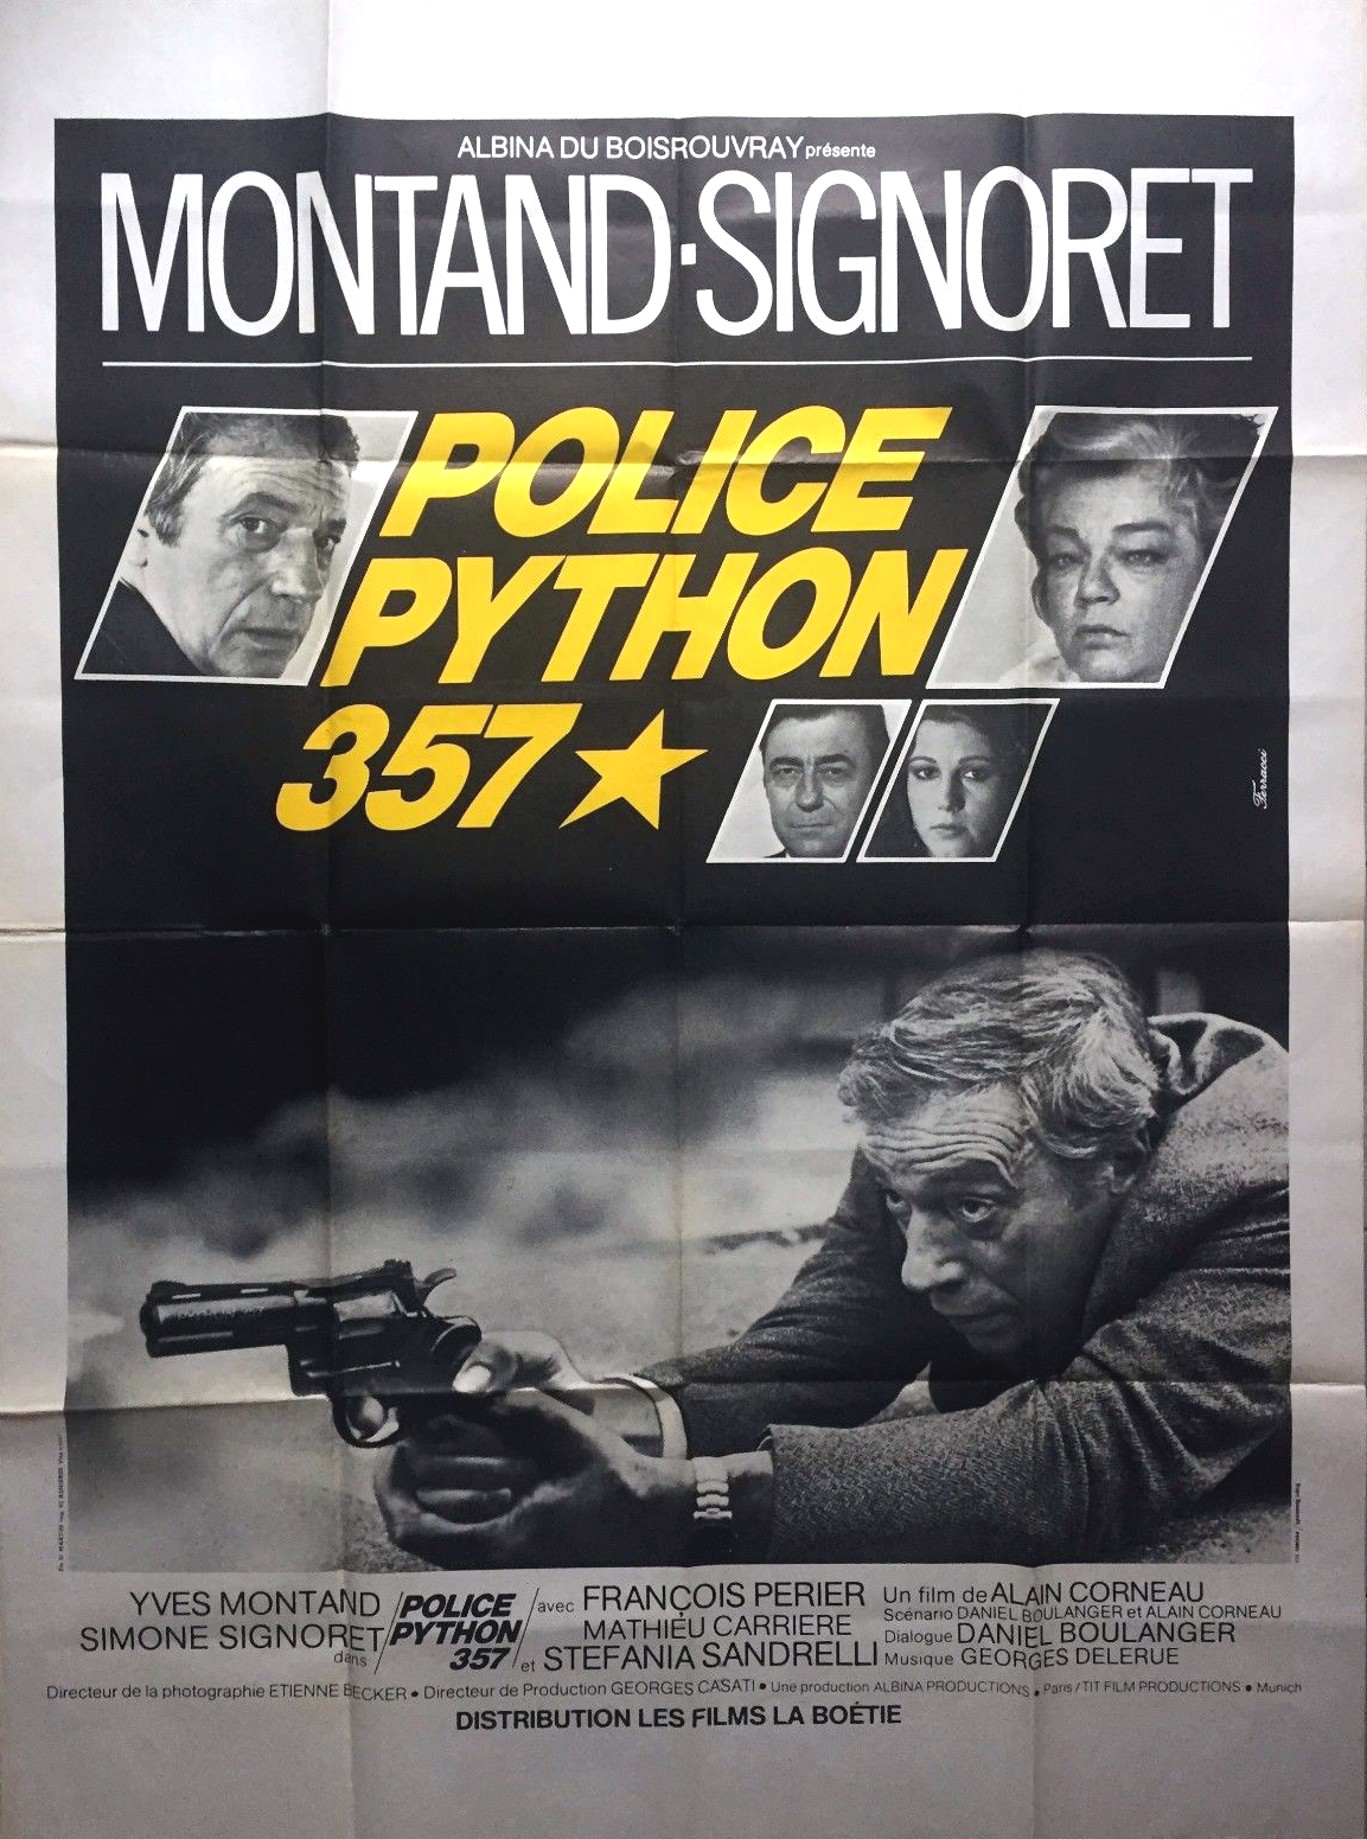 ALBINA DU BOISROUVRAY présente
MONTAND·SIGNORET
POLICE
PYTHON
357★
Ferracci
YVES MONTAND
SIMONE SIGNORET
dans
POLICE
PYTHON
357
avec FRANÇOIS PERIER
MATHIEU CARRIERE
et STEFANIA SANDRELLI
Un film de ALAIN CORNEAU
Scénario DANIEL BOULANGER et ALAIN CORNEAU
Dialogue DANIEL BOULANGER
Musique GEORGES DELERUE
Directeur de la photographie ETIENNE BECKER • Directeur de Production GEORGES CASATI • Une production ALBINA PRODUCTIONS • Paris / TIT FILM PRODUCTIONS • Munich
DISTRIBUTION LES FILMS LA BOÉTIE